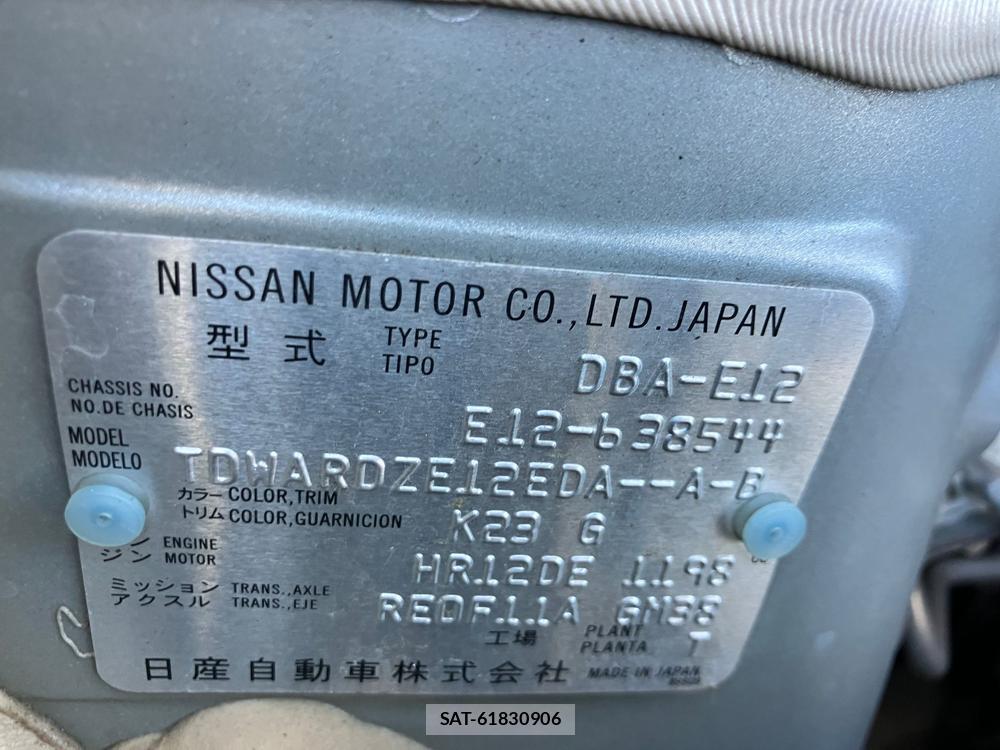 NISSAN MOTOR CO.,LTD.JAPAN
型式 TYPE TIPO DBA-E12
CHASSIS NO.
NO.DE CHASIS E12-638544
MODEL
MODELO TDWARDZE12EDA--A-B
カラー COLOR,TRIM
トリム COLOR,GUARNICION K23 G
ン ENGINE
ジン MOTOR HR12DE 1198
ミッション TRANS.,AXLE
アクスル TRANS.,EJE RE0F11A GM38
工場 PLANT
PLANTA T
日産自動車株式会社 MADE IN JAPAN
SAT-61830906